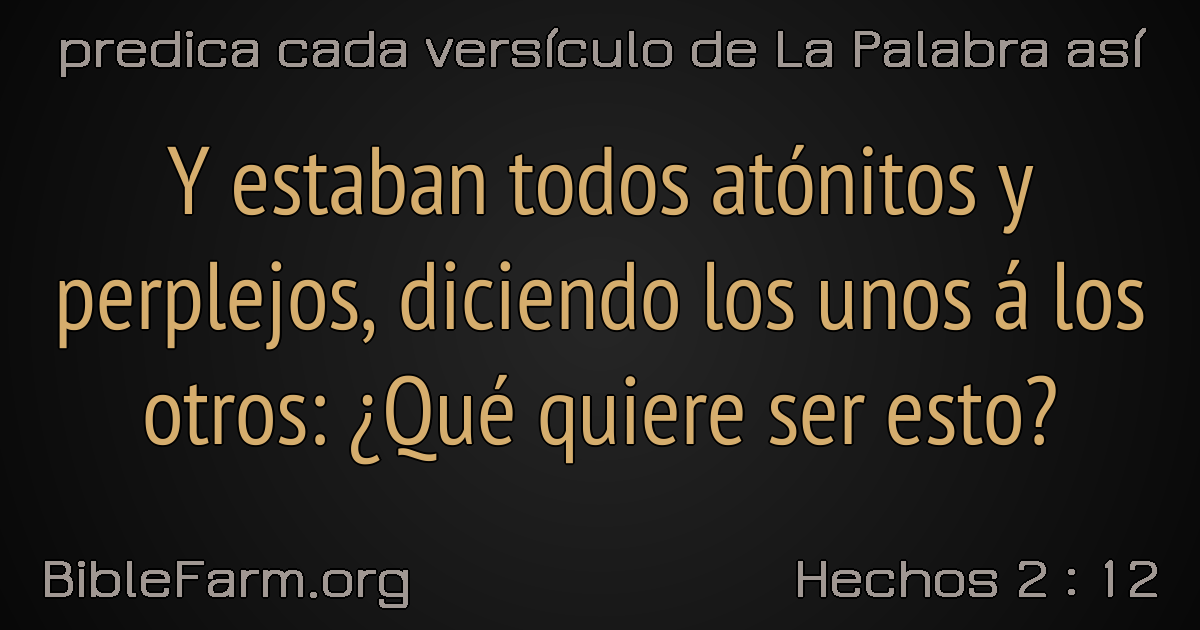 predica cada versículo de La Palabra así
Y estaban todos atónitos y
perplejos, diciendo los unos á los
otros: ¿Qué quiere ser esto?
BibleFarm.org
Hechos 2 : 12